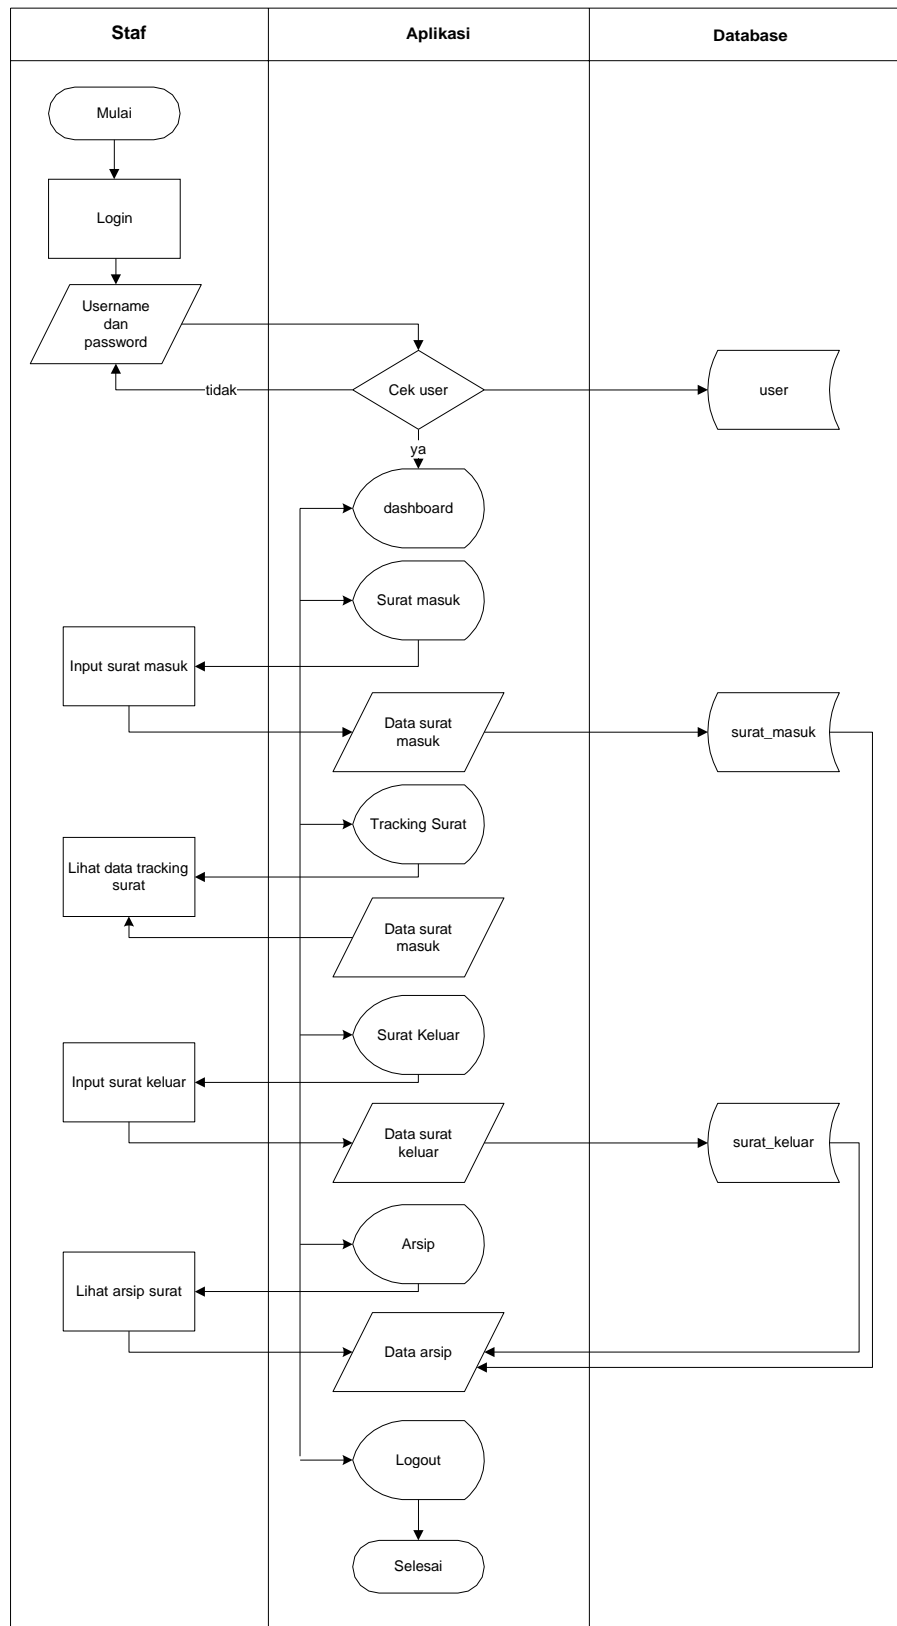 Staf
Aplikasi
Database
Mulai
Login
Username
dan
password
tidak
Cek user
user
ya
dashboard
Surat masuk
Input surat masuk
Data surat
masuk
surat_masuk
Tracking Surat
Lihat data tracking
surat
Data surat
masuk
Surat Keluar
Input surat keluar
Data surat
keluar
surat_keluar
Arsip
Lihat arsip surat
Data arsip
Logout
Selesai